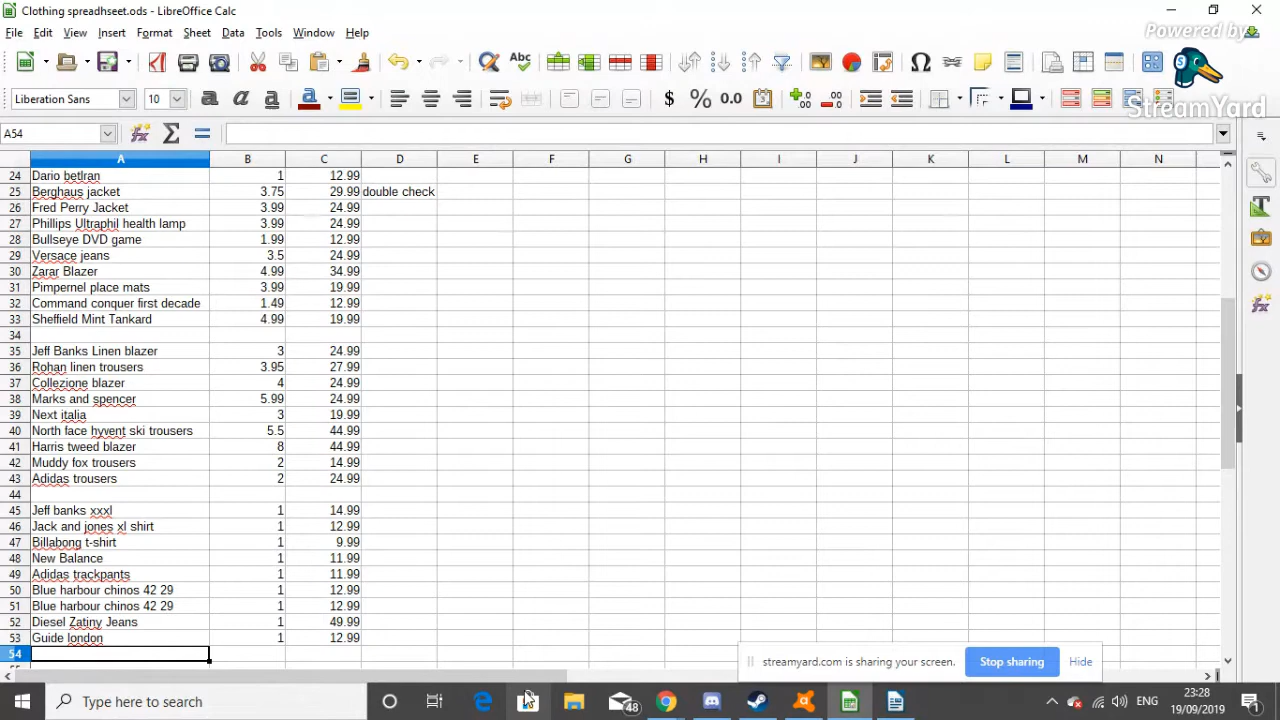 Clothing spreadhseet.ods - LibreOffice Calc
File Edit View Insert Format Styles Sheet Data Tools Window Help
Powered by
StreamYard
Liberation Sans 10
A54
A B C D E F G H I J K L M N
24 Dario betlran 1 12.99
25 Berghaus jacket 3.75 29.99 double check
26 Fred Perry Jacket 3.99 24.99
27 Phillips Ultraphil health lamp 3.99 24.99
28 Bullseye DVD game 1.99 12.99
29 Versace jeans 3.5 24.99
30 Zarar Blazer 4.99 34.99
31 Pimpernel place mats 3.99 19.99
32 Command conquer first decade 1.49 12.99
33 Sheffield Mint Tankard 4.99 19.99
34
35 Jeff Banks Linen blazer 3 24.99
36 Rohan linen trousers 3.95 27.99
37 Collezione blazer 4 24.99
38 Marks and spencer 5.99 24.99
39 Next italia 3 19.99
40 North face hyvent ski trousers 5.5 44.99
41 Harris tweed blazer 8 44.99
42 Muddy fox trousers 2 14.99
43 Adidas trousers 2 24.99
44
45 Jeff banks xxxl 1 14.99
46 Jack and jones xl shirt 1 12.99
47 Billabong t-shirt 1 9.99
48 New Balance 1 11.99
49 Adidas trackpants 1 11.99
50 Blue harbour chinos 42 29 1 12.99
51 Blue harbour chinos 42 29 1 12.99
52 Diesel Zatiny Jeans 1 49.99
53 Guide london 1 12.99
54
streamyard.com is sharing your screen. Stop sharing Hide
Type here to search
48
ENG
23:28
19/09/2019
1